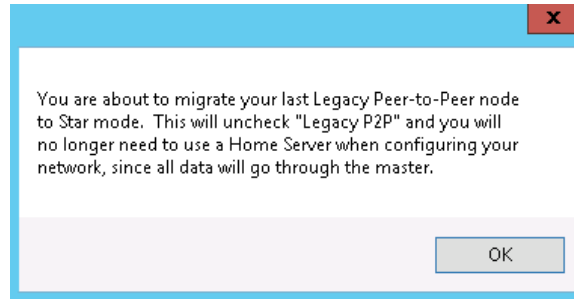 x
You are about to migrate your last Legacy Peer-to-Peer node
to Star mode.  This will uncheck "Legacy P2P" and you will
no longer need to use a Home Server when configuring your
network, since all data will go through the master.
OK